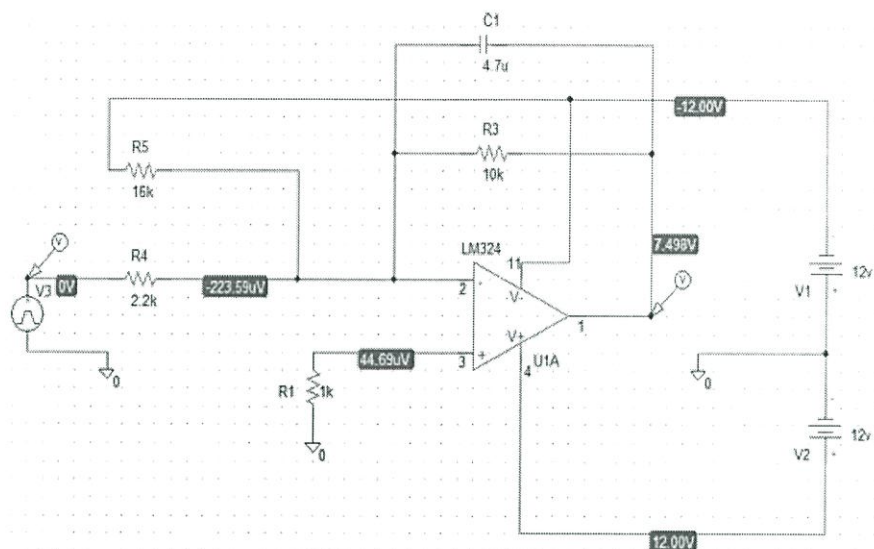 C1
4.7u
-12.00V
R3
10k
R5
16k
LM324
11
7.498V
V-
R4
2.2k
0V
V3
-223.59uV
2
-
V
V
12v
V1
+
1
0
V+
+
3
4
U1A
44.69uV
R1
1k
0
0
-
12v
V2
+
12.00V